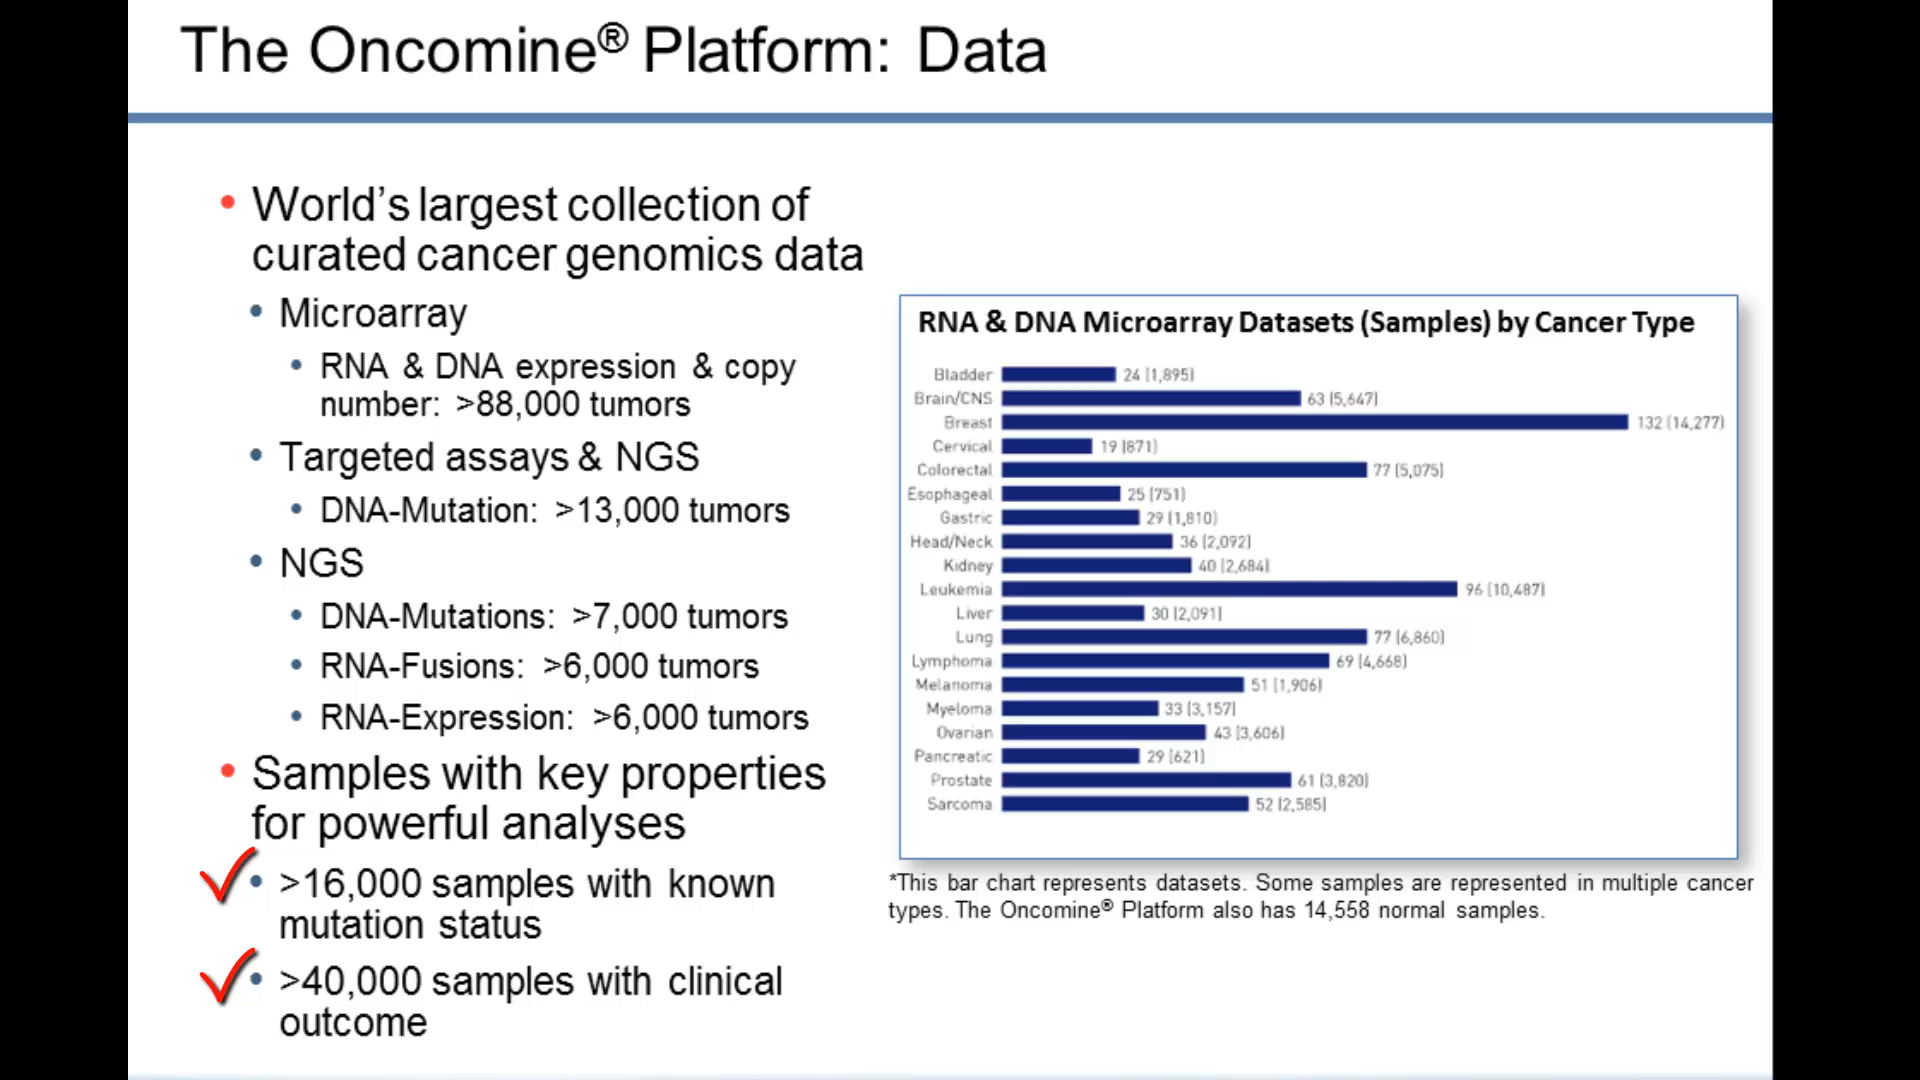 The Oncomine® Platform: Data
• World’s largest collection of
curated cancer genomics data
• Microarray
• RNA & DNA expression & copy
number: >88,000 tumors
• Targeted assays & NGS
• DNA-Mutation: >13,000 tumors
• NGS
• DNA-Mutations: >7,000 tumors
• RNA-Fusions: >6,000 tumors
• RNA-Expression: >6,000 tumors
• Samples with key properties
for powerful analyses
• >16,000 samples with known
mutation status
• >40,000 samples with clinical
outcome
RNA & DNA Microarray Datasets (Samples) by Cancer Type
Bladder 24 (1,895)
Brain/CNS 63 (5,647)
Breast 132 (14,277)
Cervical 19 (871)
Colorectal 77 (5,075)
Esophageal 25 (751)
Gastric 29 (1,810)
Head/Neck 36 (2,092)
Kidney 40 (2,684)
Leukemia 96 (10,487)
Liver 30 (2,091)
Lung 77 (6,860)
Lymphoma 69 (4,668)
Melanoma 51 (1,906)
Myeloma 33 (3,157)
Ovarian 43 (3,606)
Pancreatic 29 (621)
Prostate 61 (3,820)
Sarcoma 52 (2,585)
*This bar chart represents datasets. Some samples are represented in multiple cancer
types. The Oncomine® Platform also has 14,558 normal samples.